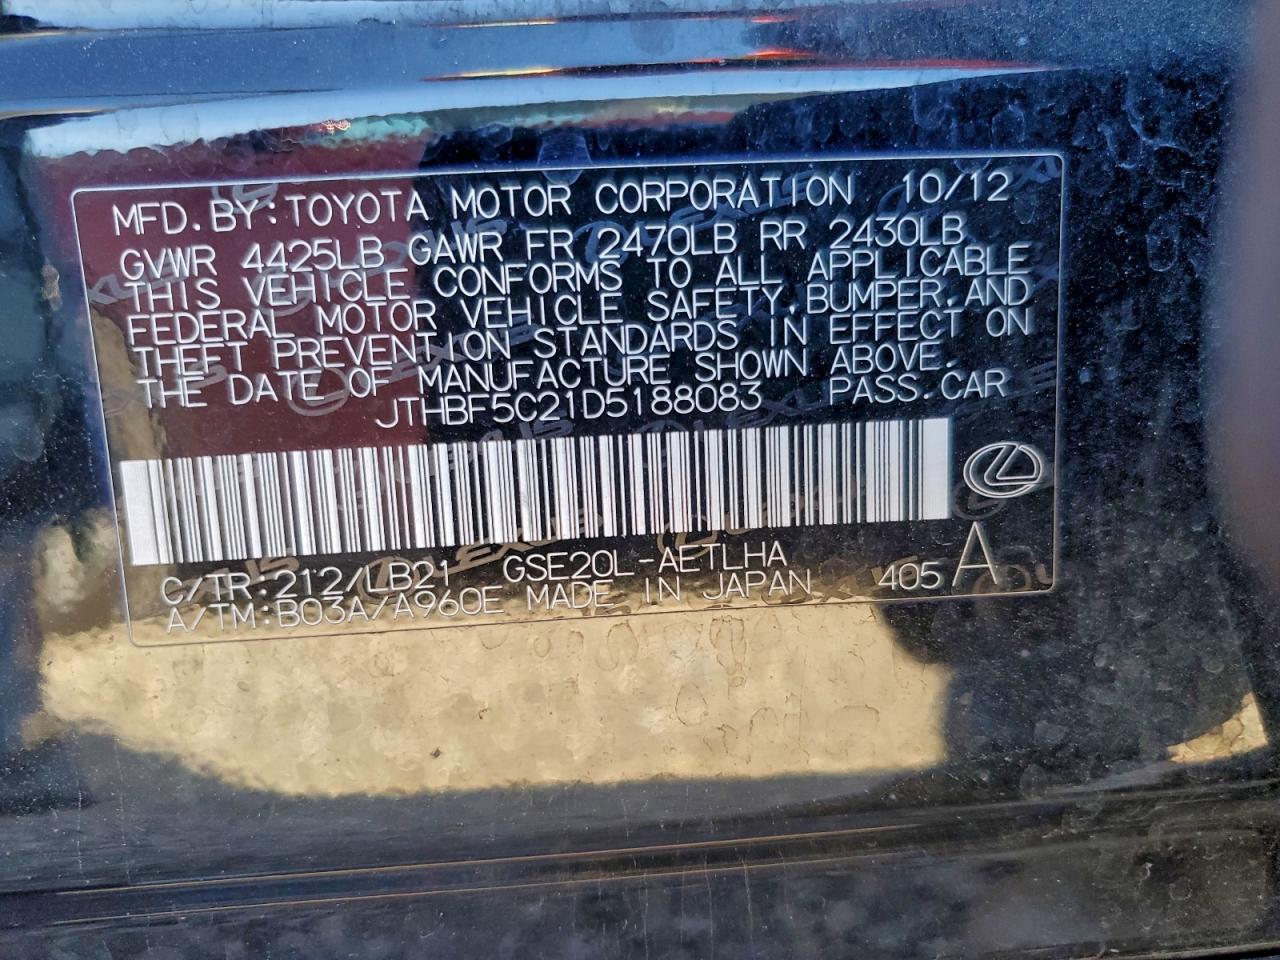 MFD.BY:TOYOTA MOTOR CORPORATION 10/12
GVWR 4425LB GAWR FR 2470LB RR 2430LB
THIS VEHICLE CONFORMS TO ALL APPLICABLE
FEDERAL MOTOR VEHICLE SAFETY,BUMPER,AND
THEFT PREVENTION STANDARDS IN EFFECT ON
THE DATE OF MANUFACTURE SHOWN ABOVE.
JTHBF5C21D5188083 PASS.CAR
C/TR:212/LB21 GSE20L-AETLHA
A/TM:B03A/A960E MADE IN JAPAN 405 A